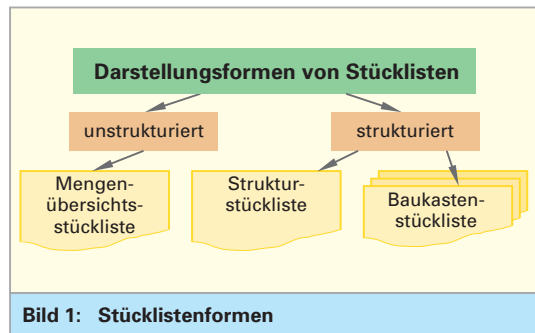 Darstellungsformen von Stücklisten
unstrukturiert
strukturiert
Mengen-
übersichts-
stückliste
Struktur-
stückliste
Baukasten-
stückliste
Bild 1: Stücklistenformen